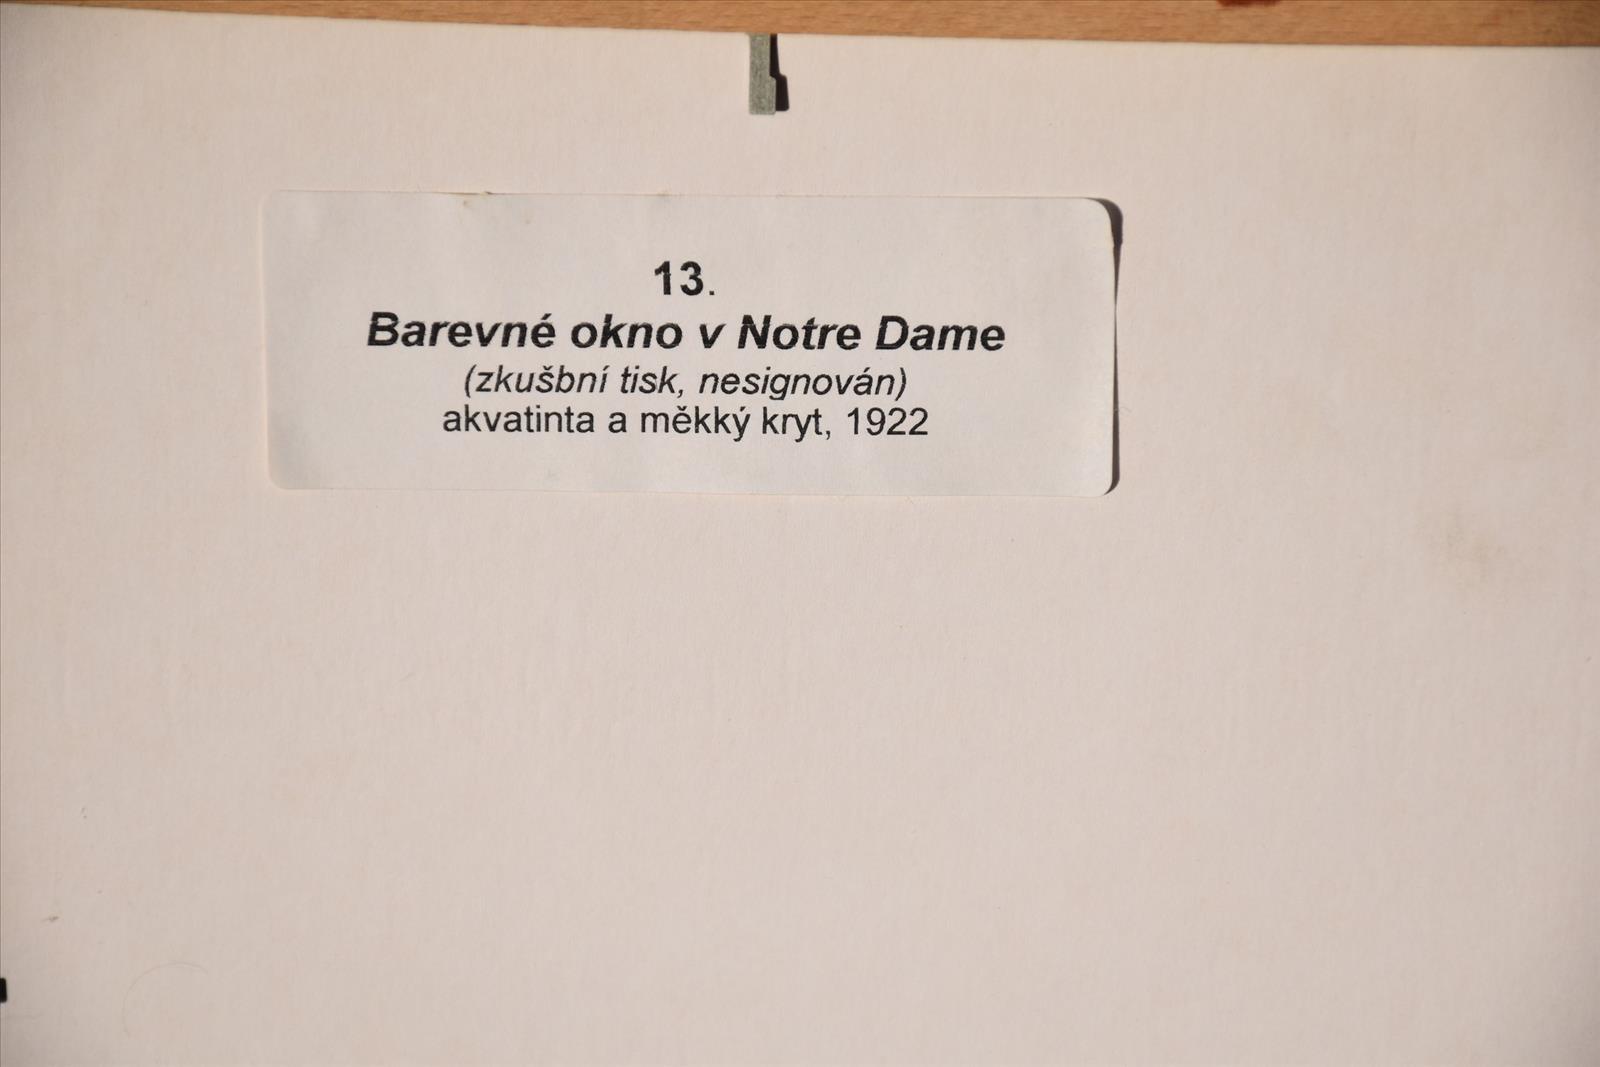 13.
Barevné okno v Notre Dame
(zkušbní tisk, nesignován)
akvatinta a měkký kryt, 1922